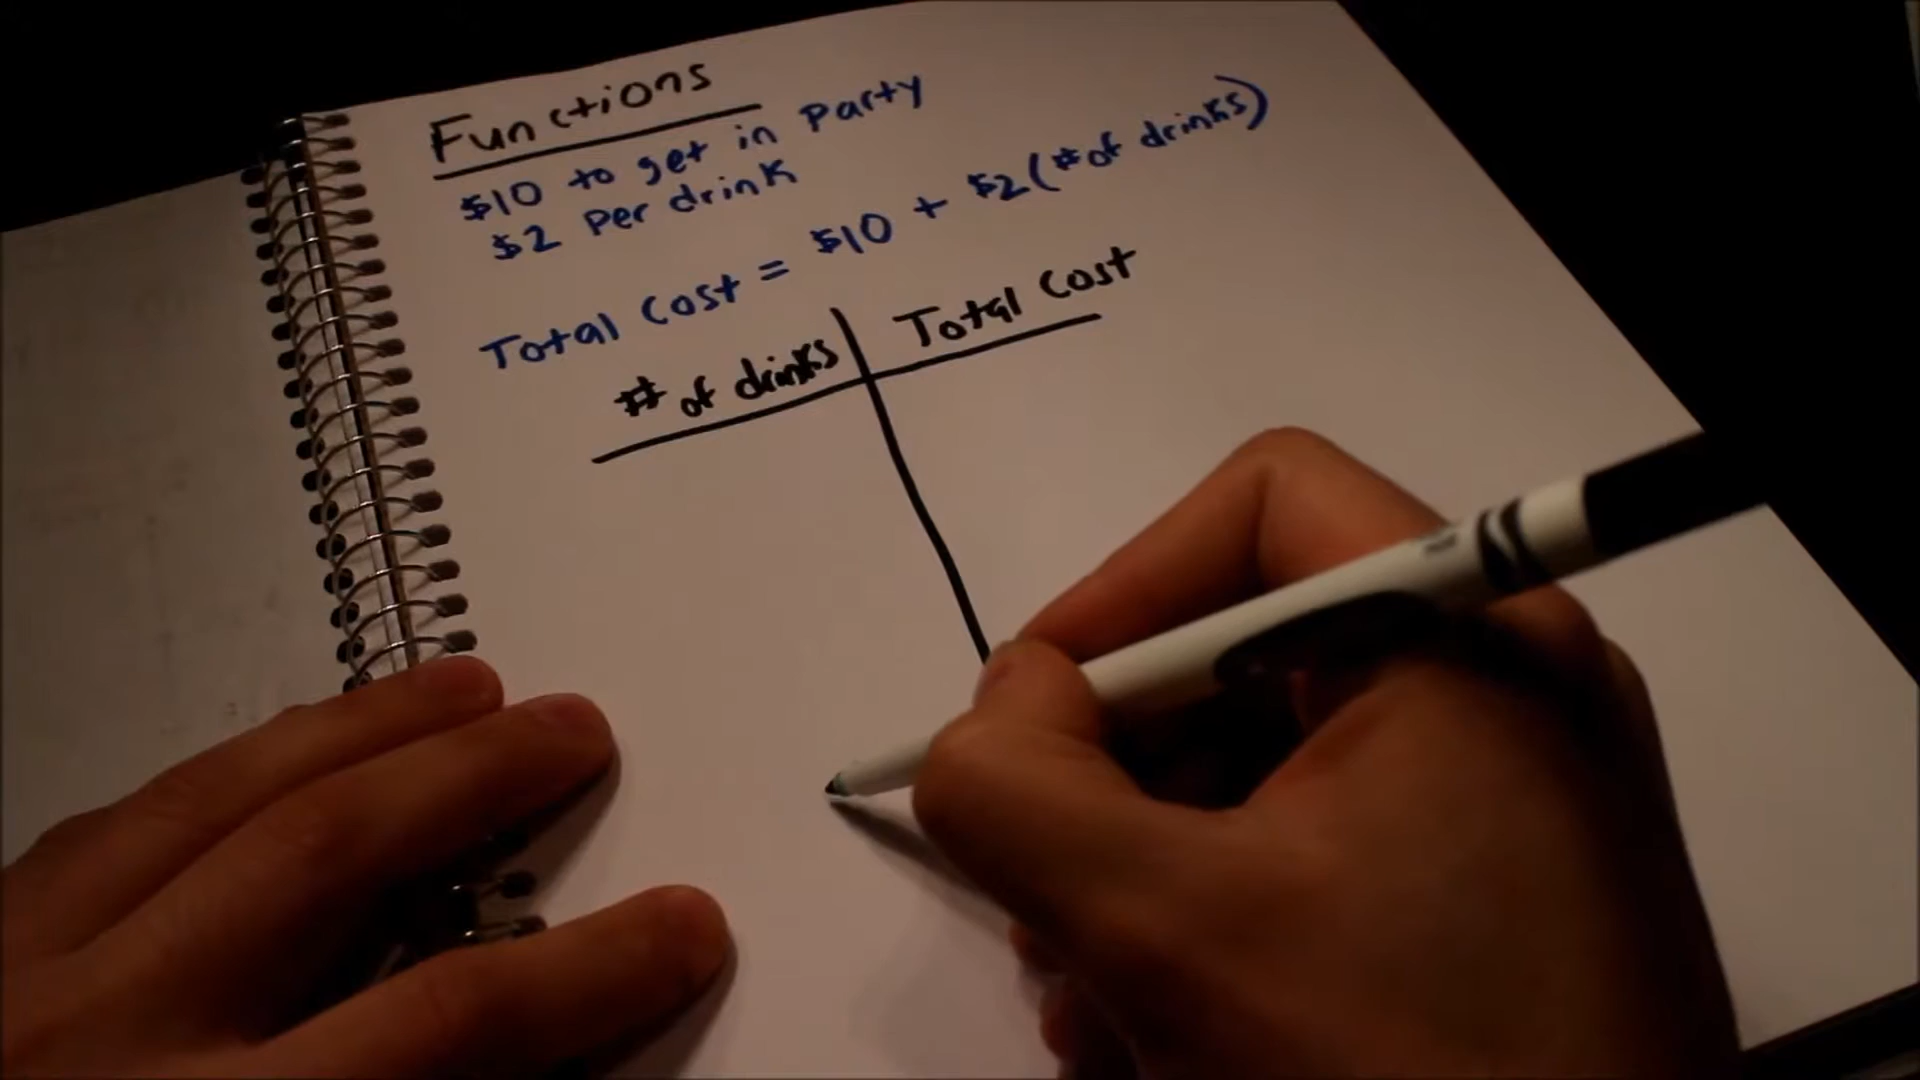 Functions
$10 to get in Party
$2 Per drink
Total Cost = $10 + $2(# of drinks)
# of drinks
Total Cost